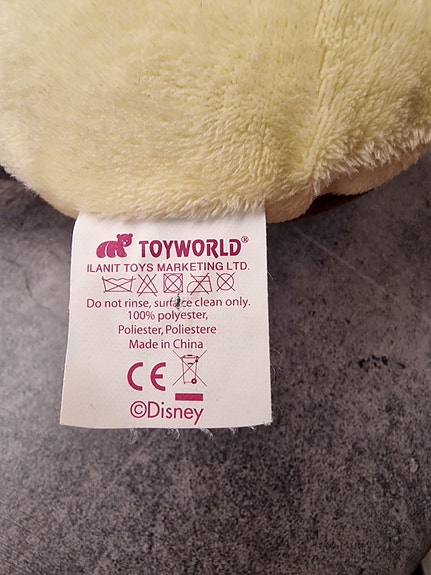 TOYWORLD®
ILANIT TOYS MARKETING LTD.
Do not rinse, surface clean only.
100% polyester,
Poliester, Poliestere
Made in China
CE
©Disney